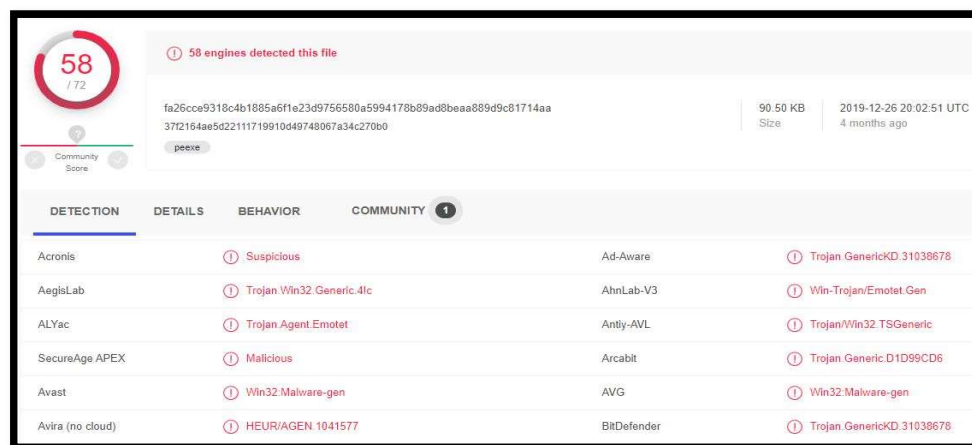 58
/ 72
58 engines detected this file
fa26cce9318c4b1885a6f1e23d9756580a5994178b89ad8beaa889d9c81714aa
37f2164ae5d22111719910d49748067a34c270b0
peexe
90.50 KB
Size
2019-12-26 20:02:51 UTC
4 months ago
?
Community
Score
DETECTION DETAILS BEHAVIOR COMMUNITY 1
Acronis Suspicious Ad-Aware Trojan.GenericKD.31038678
AegisLab Trojan.Win32.Generic.4!c AhnLab-V3 Win-Trojan/Emotet.Gen
ALYac Trojan.Agent.Emotet Antiy-AVL Trojan/Win32.TSGeneric
SecureAge APEX Malicious Arcabit Trojan.Generic.D1D99CD6
Avast Win32:Malware-gen AVG Win32:Malware-gen
Avira (no cloud) HEUR/AGEN.1041577 BitDefender Trojan.GenericKD.31038678